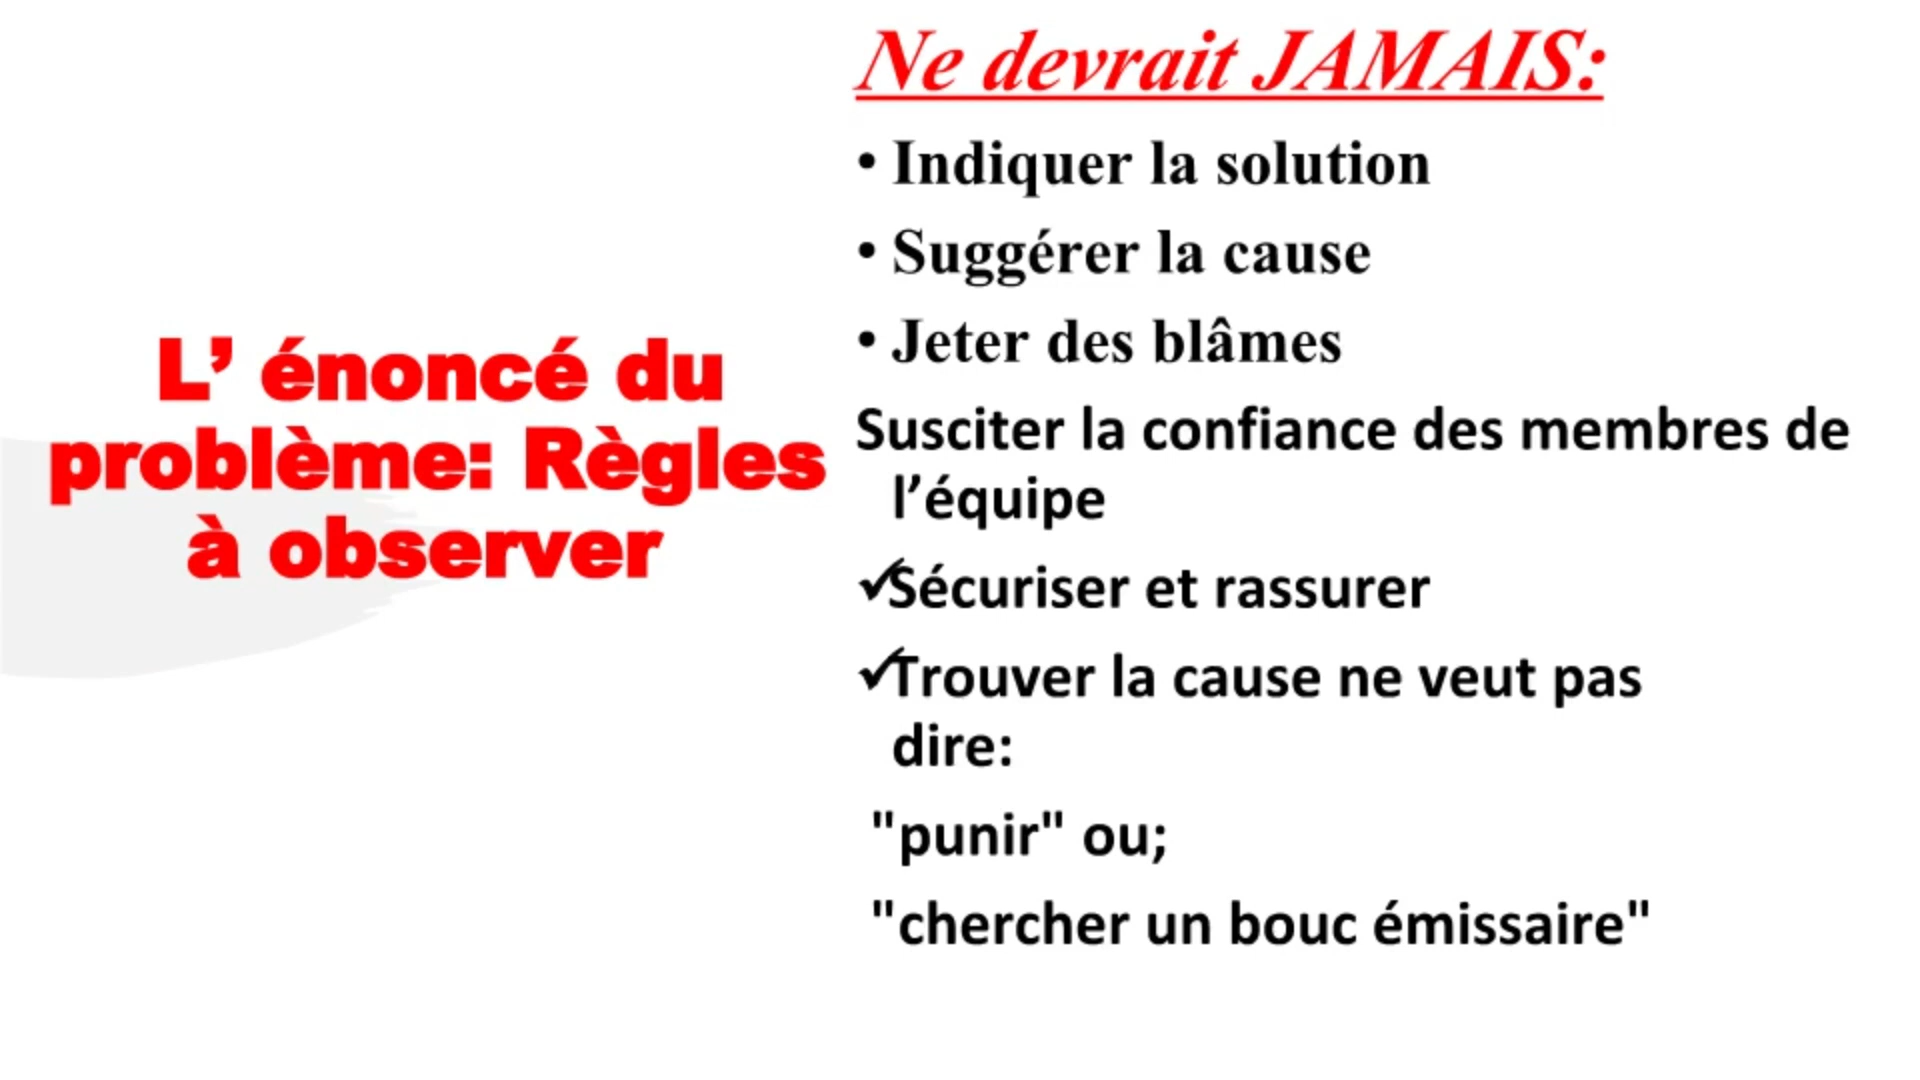 L’ énoncé du
problème: Règles
à observer
Ne devrait JAMAIS:
• Indiquer la solution
• Suggérer la cause
• Jeter des blâmes
Susciter la confiance des membres de
l’équipe
✓Sécuriser et rassurer
✓Trouver la cause ne veut pas
dire:
"punir" ou;
"chercher un bouc émissaire"